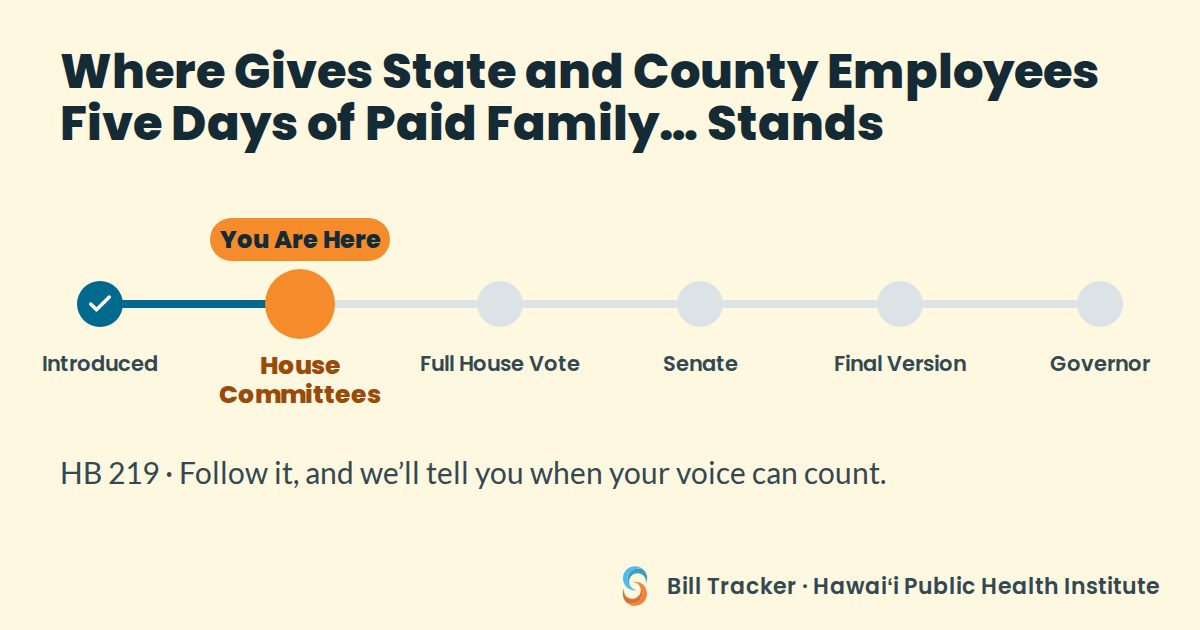 Where Gives State and County Employees
Five Days of Paid Family... Stands
You Are Here
Introduced
House
Committees
Full House Vote
Senate
Final Version
Governor
HB 219 · Follow it, and we’ll tell you when your voice can count.
Bill Tracker · Hawaiʻi Public Health Institute